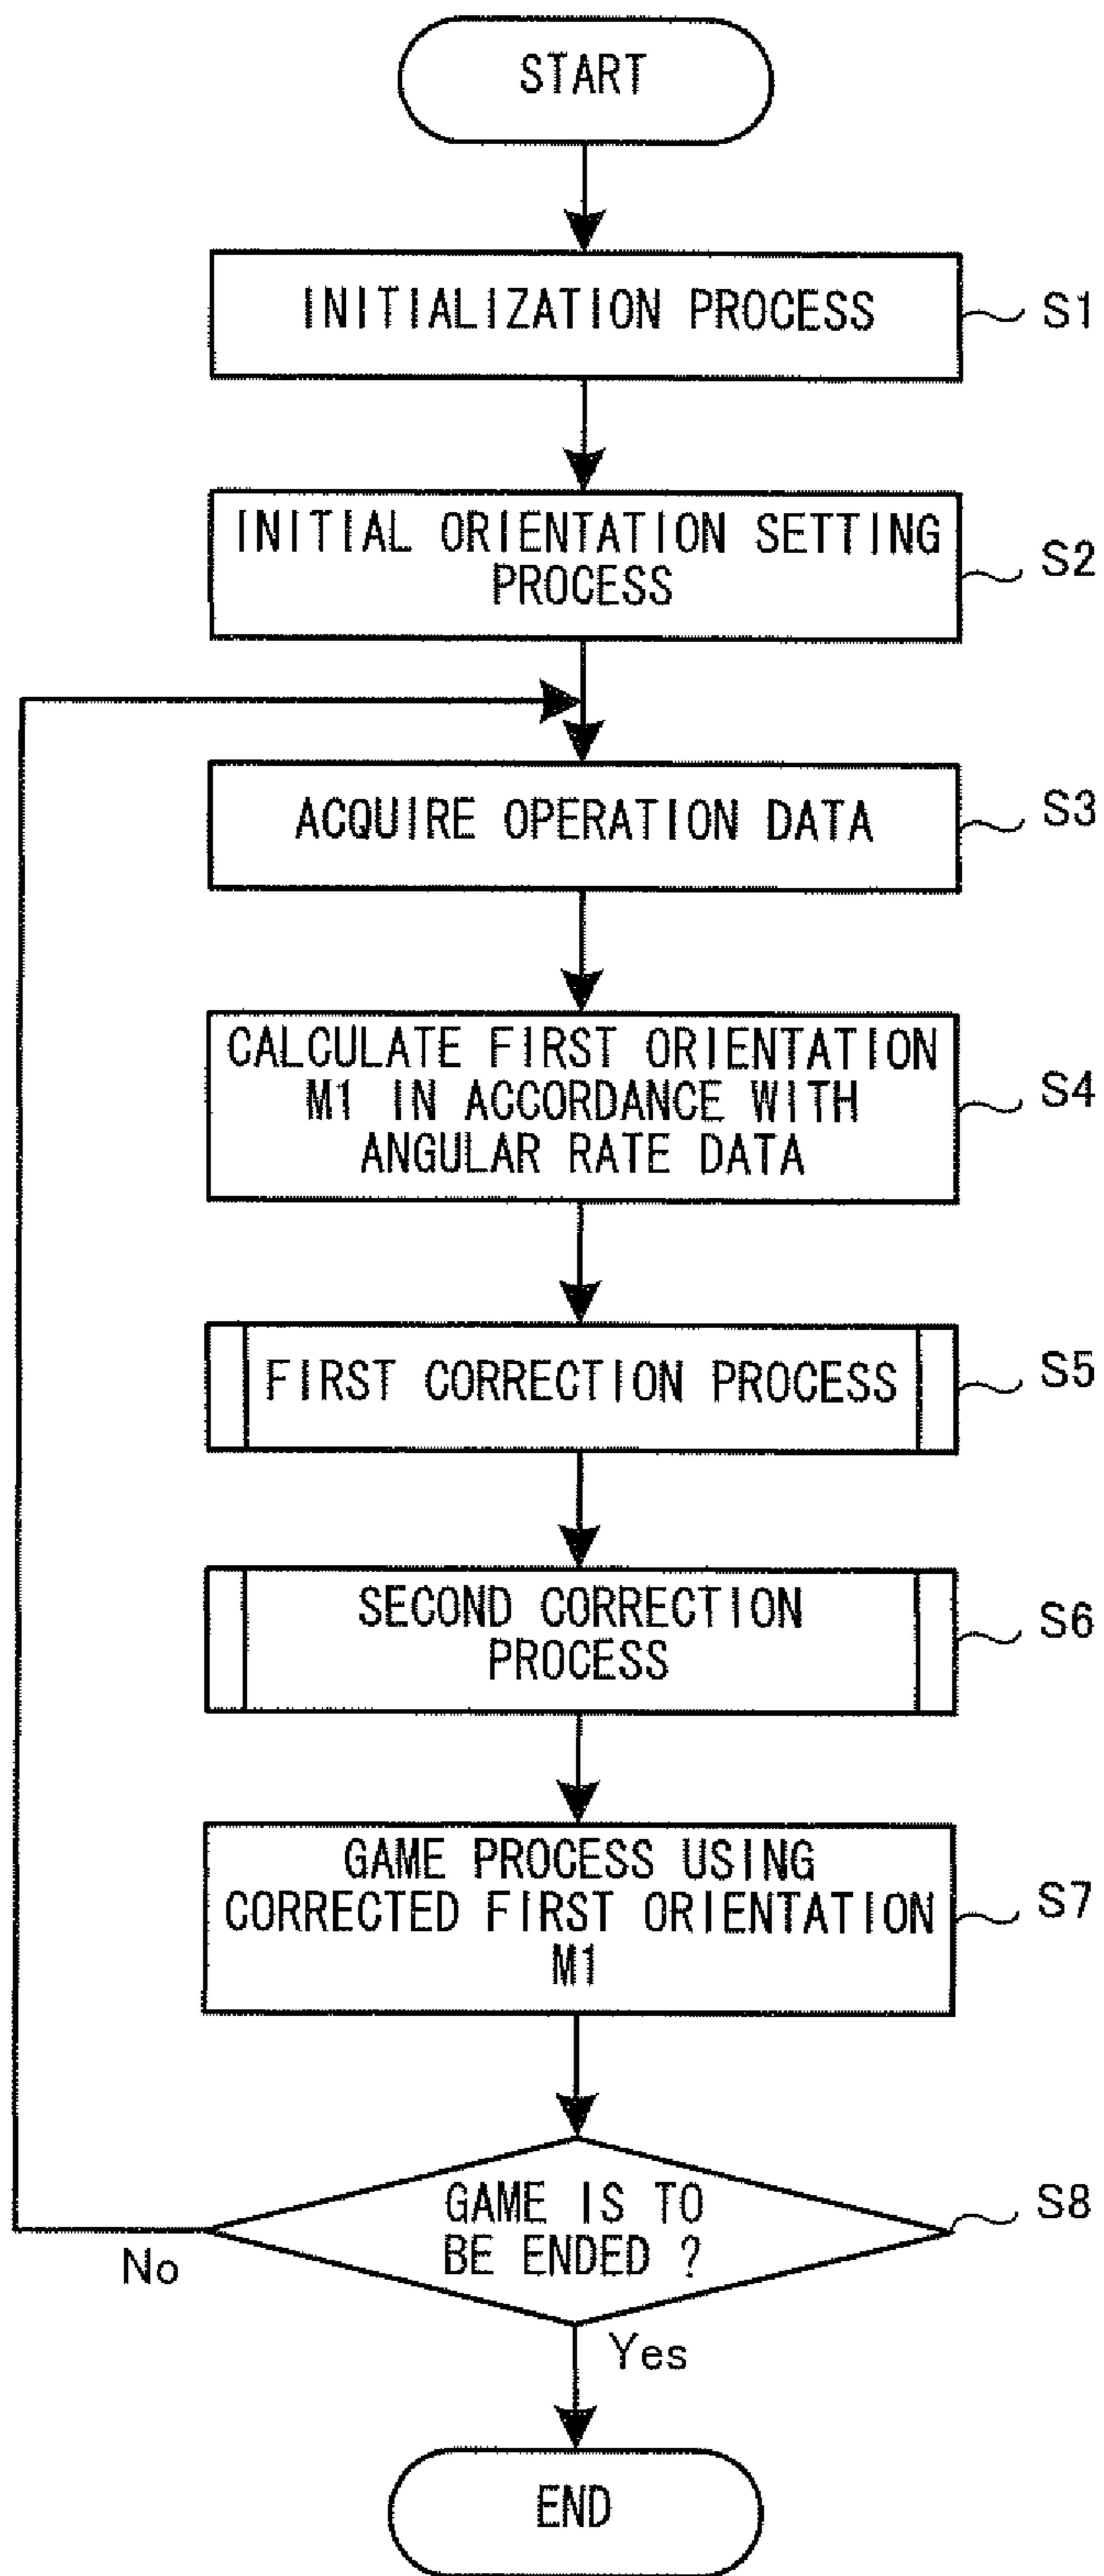 START
INITIALIZATION PROCESS
S1
INITIAL ORIENTATION SETTING
PROCESS
S2
ACQUIRE OPERATION DATA
S3
CALCULATE FIRST ORIENTATION
M1 IN ACCORDANCE WITH
ANGULAR RATE DATA
S4
FIRST CORRECTION PROCESS
S5
SECOND CORRECTION
PROCESS
S6
GAME PROCESS USING
CORRECTED FIRST ORIENTATION
M1
S7
GAME IS TO
BE ENDED ?
S8
No
Yes
END